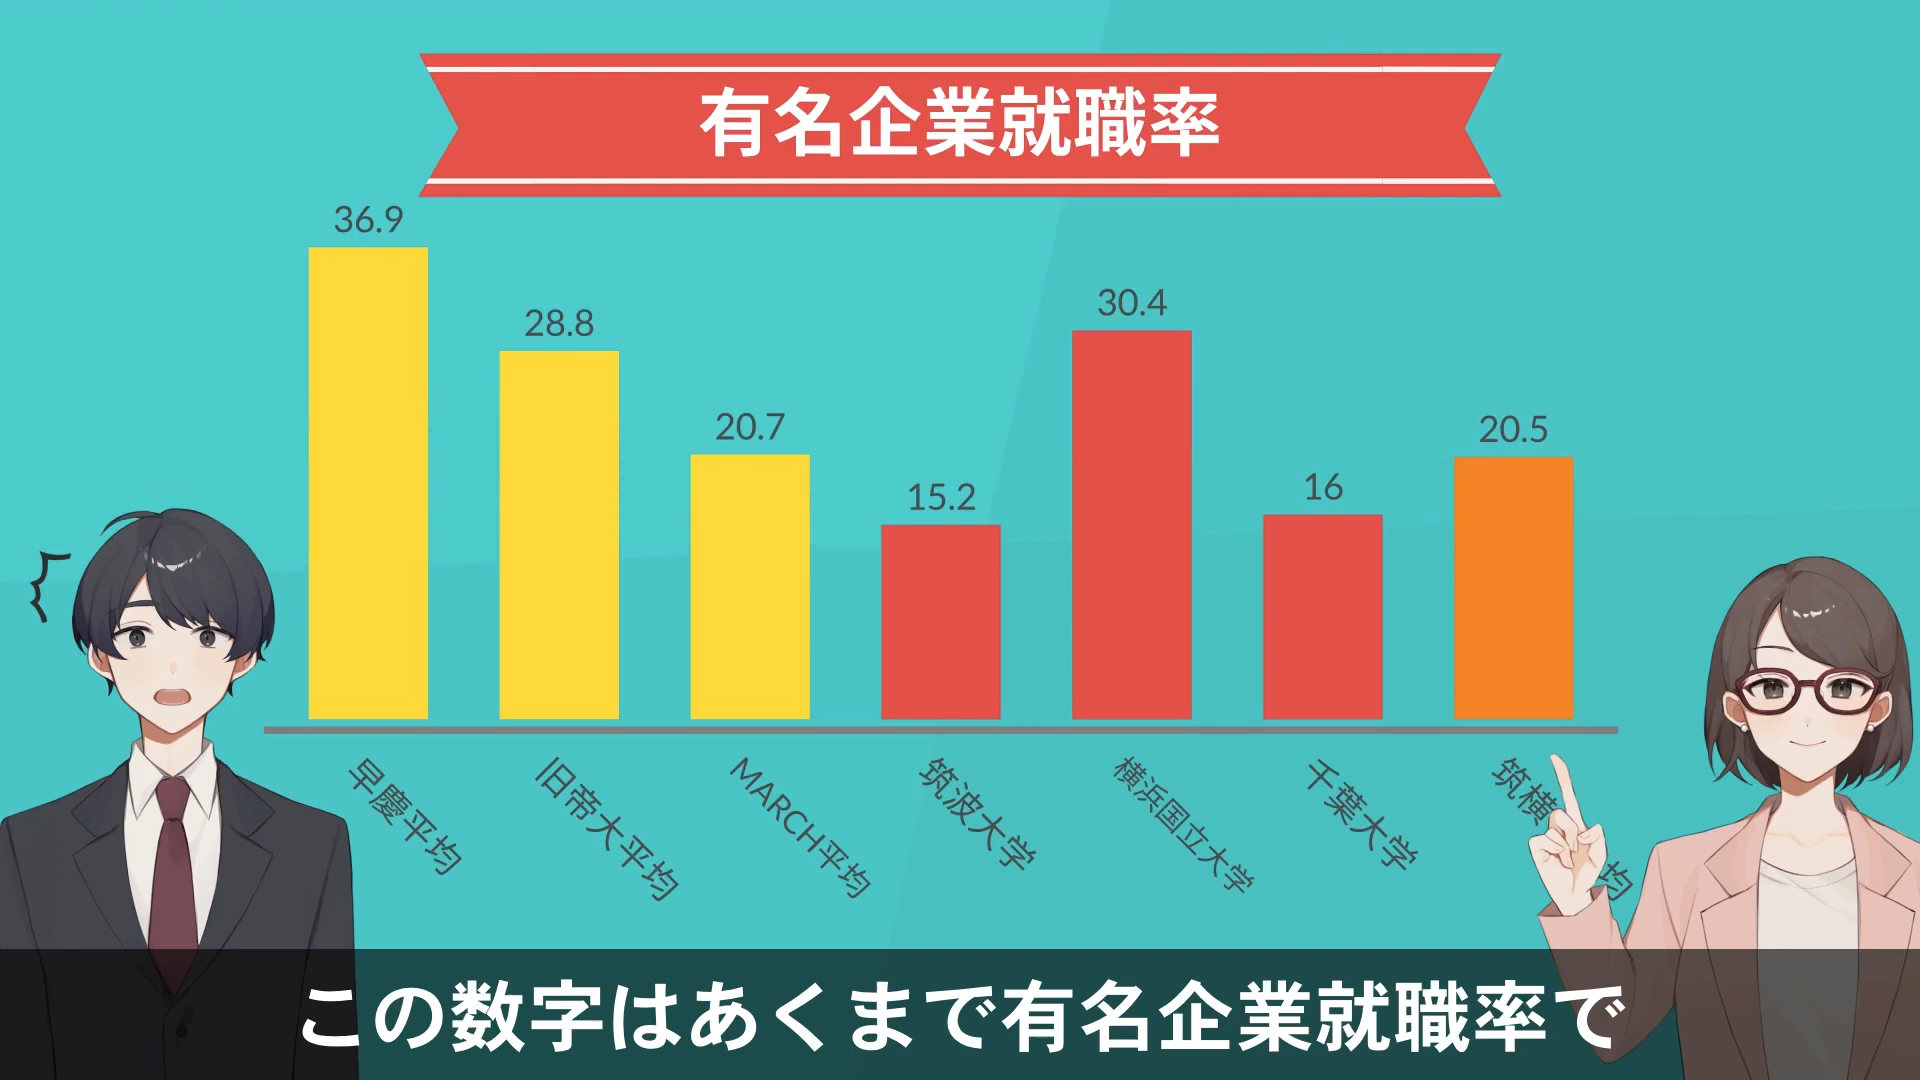 有名企業就職率
36.9
28.8
20.7
15.2
30.4
16
20.5
早慶平均
旧帝大平均
MARCH平均
筑波大学
横浜国立大学
千葉大学
筑横
均
この数字はあくまで有名企業就職率で